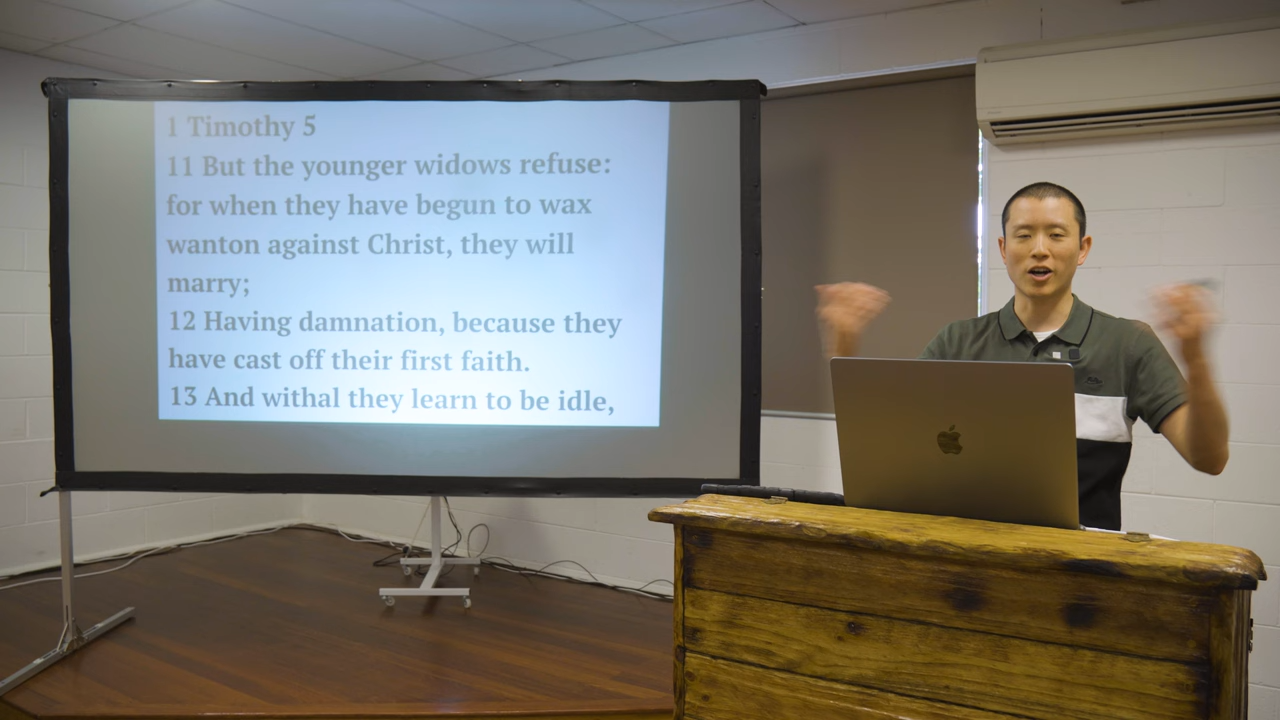 1 Timothy 5
11 But the younger widows refuse:
for when they have begun to wax
wanton against Christ, they will
marry;
12 Having damnation, because they
have cast off their first faith.
13 And withal they learn to be idle,